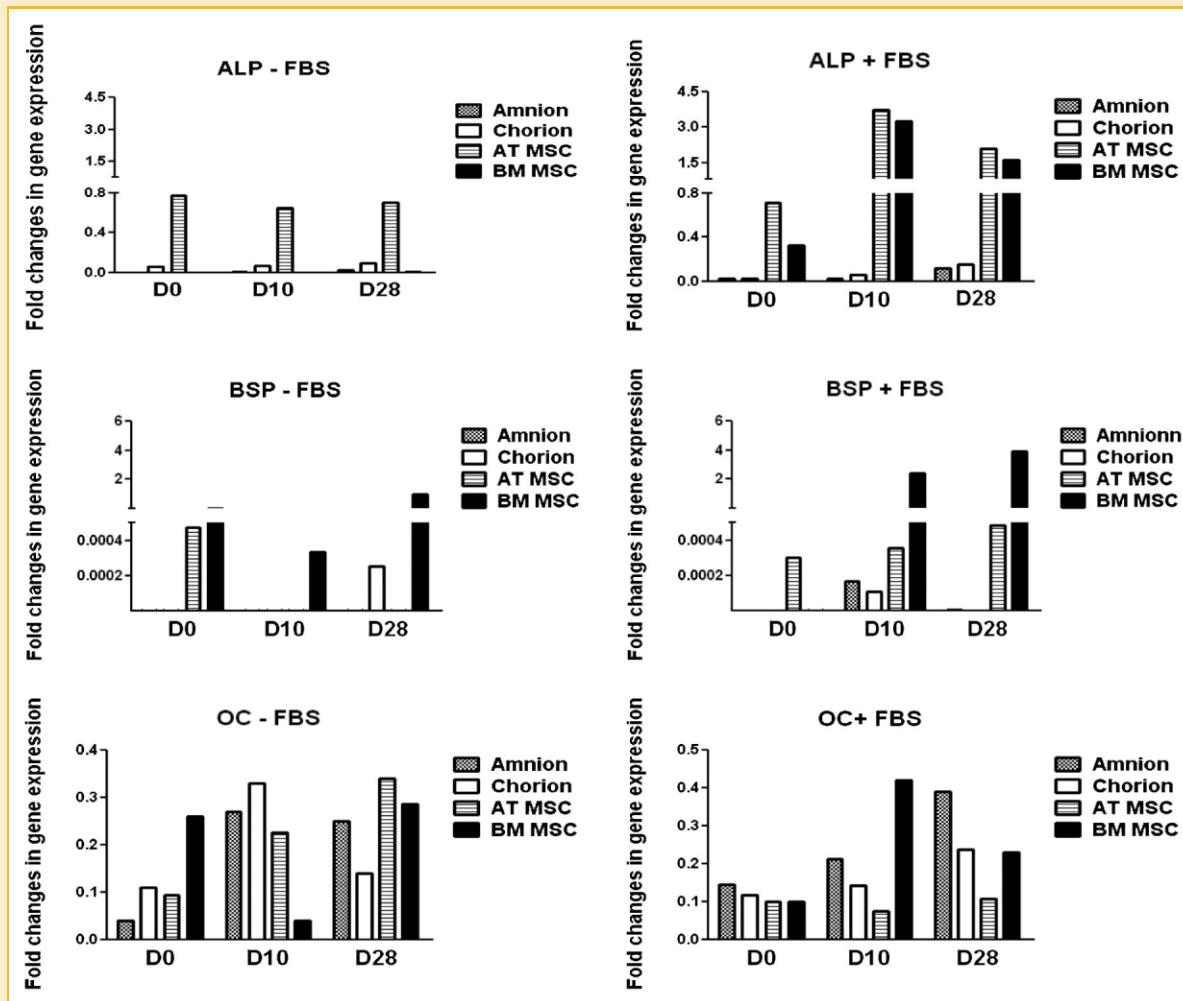 ALP - FBS
Fold changes in gene expression
4.5
3.0
1.5
0.8
0.4
0.0
D0 D10 D28
Amnion
Chorion
AT MSC
BM MSC
ALP + FBS
Fold changes in gene expression
4.5
3.0
1.5
0.8
0.4
0.0
D0 D10 D28
Amnion
Chorion
AT MSC
BM MSC
BSP - FBS
Fold changes in gene expression
6
4
2
0.0004
0.0002
D0 D10 D28
Amnion
Chorion
AT MSC
BM MSC
BSP + FBS
Fold changes in gene expression
6
4
2
0.0004
0.0002
D0 D10 D28
Amnionn
Chorion
AT MSC
BM MSC
OC - FBS
Fold changes in gene expression
0.4
0.3
0.2
0.1
0.0
D0 D10 D28
Amnion
Chorion
AT MSC
BM MSC
OC+ FBS
Fold changes in gene expression
0.5
0.4
0.3
0.2
0.1
0.0
D0 D10 D28
Amnion
Chorion
AT MSC
BM MSC